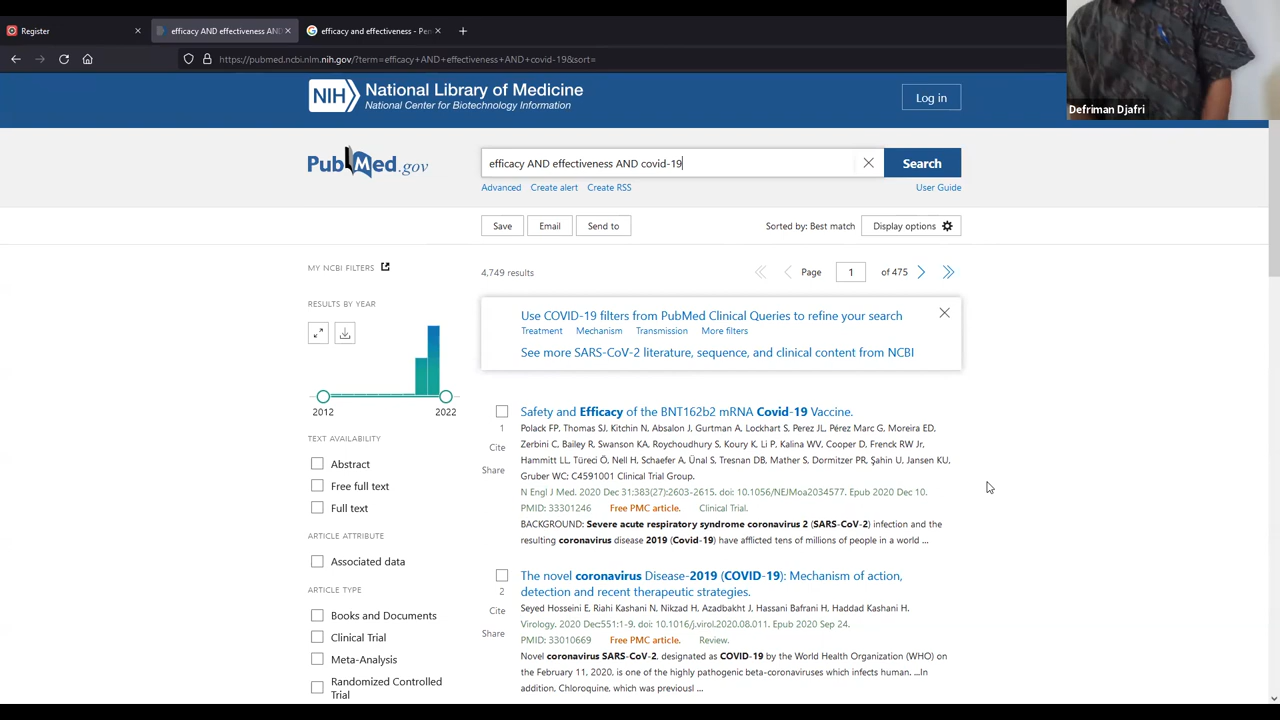 Register
efficacy AND effectiveness AND
efficacy and effectiveness - Pen
https://pubmed.ncbi.nlm.nih.gov/?term=efficacy+AND+effectiveness+AND+covid-19&sort=
Defriman Djafri
NIH National Library of Medicine
National Center for Biotechnology Information
Log in
PubMed.gov
efficacy AND effectiveness AND covid-19
Search
Advanced Create alert Create RSS
User Guide
Save Email Send to
Sorted by: Best match Display options
MY NCBI FILTERS
4,749 results
Page 1 of 475
RESULTS BY YEAR
2012 2022
Use COVID-19 filters from PubMed Clinical Queries to refine your search
Treatment Mechanism Transmission More filters
See more SARS-CoV-2 literature, sequence, and clinical content from NCBI
TEXT AVAILABILITY
Abstract
Free full text
Full text
ARTICLE ATTRIBUTE
Associated data
ARTICLE TYPE
Books and Documents
Clinical Trial
Meta-Analysis
Randomized Controlled
Trial
1
Cite
Share
Safety and Efficacy of the BNT162b2 mRNA Covid-19 Vaccine.
Polack FP, Thomas SJ, Kitchin N, Absalon J, Gurtman A, Lockhart S, Perez JL, Pérez Marc G, Moreira ED,
Zerbini C, Bailey R, Swanson KA, Roychoudhury S, Koury K, Li P, Kalina WV, Cooper D, Frenck RW Jr,
Hammitt LL, Türeci Ö, Nell H, Schaefer A, Ünal S, Tresnan DB, Mather S, Dormitzer PR, Şahin U, Jansen KU,
Gruber WC; C4591001 Clinical Trial Group.
N Engl J Med. 2020 Dec 31;383(27):2603-2615. doi: 10.1056/NEJMoa2034577. Epub 2020 Dec 10.
PMID: 33301246 Free PMC article. Clinical Trial.
BACKGROUND: Severe acute respiratory syndrome coronavirus 2 (SARS-CoV-2) infection and the
resulting coronavirus disease 2019 (Covid-19) have afflicted tens of millions of people in a world ...
2
Cite
Share
The novel coronavirus Disease-2019 (COVID-19): Mechanism of action,
detection and recent therapeutic strategies.
Seyed Hosseini E, Riahi Kashani N, Nikzad H, Azadbakht J, Hassani Bafrani H, Haddad Kashani H.
Virology. 2020 Dec;551:1-9. doi: 10.1016/j.virol.2020.08.011. Epub 2020 Sep 24.
PMID: 33010669 Free PMC article. Review.
Novel coronavirus SARS-CoV-2, designated as COVID-19 by the World Health Organization (WHO) on
the February 11, 2020, is one of the highly pathogenic beta-coronaviruses which infects human. ...In
addition, Chloroquine, which was previousl ...